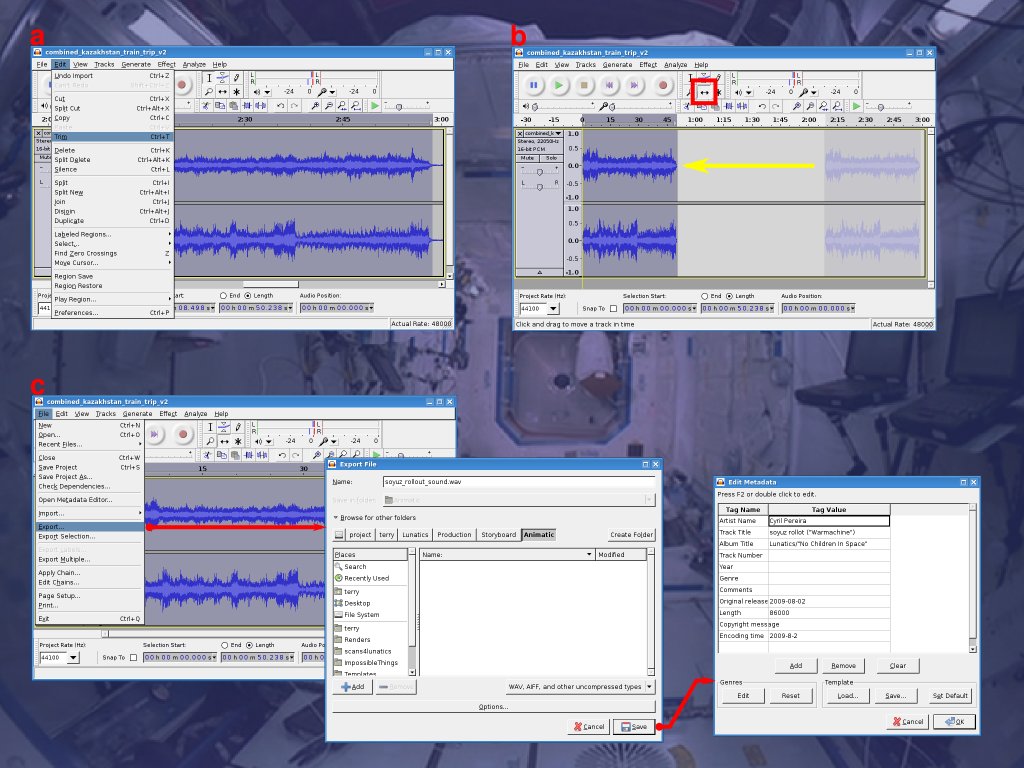 a
combined_kazakhstan_train_trip_v2
File Edit View Tracks Generate Effect Analyze Help
Undo Import Ctrl+Z
Cut Ctrl+X
Split Cut Ctrl+Alt+X
Copy Ctrl+C
Trim Ctrl+T
Delete Ctrl+K
Split Delete Ctrl+Alt+K
Silence Ctrl+L
Split Ctrl+I
Split New Ctrl+Alt+I
Join Ctrl+J
Disjoin Ctrl+Alt+J
Duplicate Ctrl+D
Labeled Regions...
Select...
Find Zero Crossings Z
Move Cursor...
Region Save
Region Restore
Play Region...
Preferences... Ctrl+P
L R L R -24 0 -24 0
2:30 2:45 3:00
End Length Audio Position:
08.498 s 00 h 00 m 50.238 s 00 h 00 m 00.000 s
Actual Rate: 48000
b
combined_kazakhstan_train_trip_v2
File Edit View Tracks Generate Effect Analyze Help
L R L R -24 0 -24 0
-30 -15 0 15 30 45 1:00 1:15 1:30 1:45 2:00 2:15 2:30 2:45 3:00
combined_k
Stereo, 22050Hz
16-bit PCM
Mute Solo
- +
L R
1.0
0.5
0.0
-0.5
-1.0
1.0
0.5
0.0
-0.5
-1.0
Project Rate (Hz): Selection Start: End Length Audio Position:
44100 Snap To 00 h 00 m 00.000 s 00 h 00 m 50.238 s 00 h 00 m 00.000 s
Click and drag to move a track in time Actual Rate: 48000
c
combined_kazakhstan_train_trip_v2
File Edit View Tracks Generate Effect Analyze Help
New Ctrl+N
Open... Ctrl+O
Recent Files...
Close Ctrl+W
Save Project Ctrl+S
Save Project As...
Check Dependencies...
Open Metadata Editor...
Import...
Export...
Export Selection...
Export Labels...
Export Multiple...
Apply Chain...
Edit Chains...
Page Setup...
Print...
Exit Ctrl+Q
L R L R -24 0 -24 0
15 30
Project Rate (Hz): Selection Start: End Length Audio
44100 Snap To 00 h 00 m 00.000 s 00 h 00 m 50.238 s 00 h
Export File
Name: soyuz_rollout_sound.wav
Save in folder: Animatic
Browse for other folders
project terry Lunatics Production Storyboard Animatic Create Folder
Places Name: Modified
Search
Recently Used
terry
Desktop
File System
terry
Renders
scans4lunatics
ImpossibleThings
Templates
Add Remove WAV, AIFF, and other uncompressed types
Options...
Cancel Save
Edit Metadata
Press F2 or double click to edit.
Tag Name Tag Value
Artist Name Cyril Pereira
Track Title soyuz rollot ("Warmachine")
Album Title Lunatics/"No Children In Space"
Track Number
Year
Genre
Comments
Original release 2009-08-02
Length 86000
Copyright message
Encoding time 2009-8-2
Add Remove Clear
Genres Template
Edit Reset Load... Save... Set Default
Cancel OK